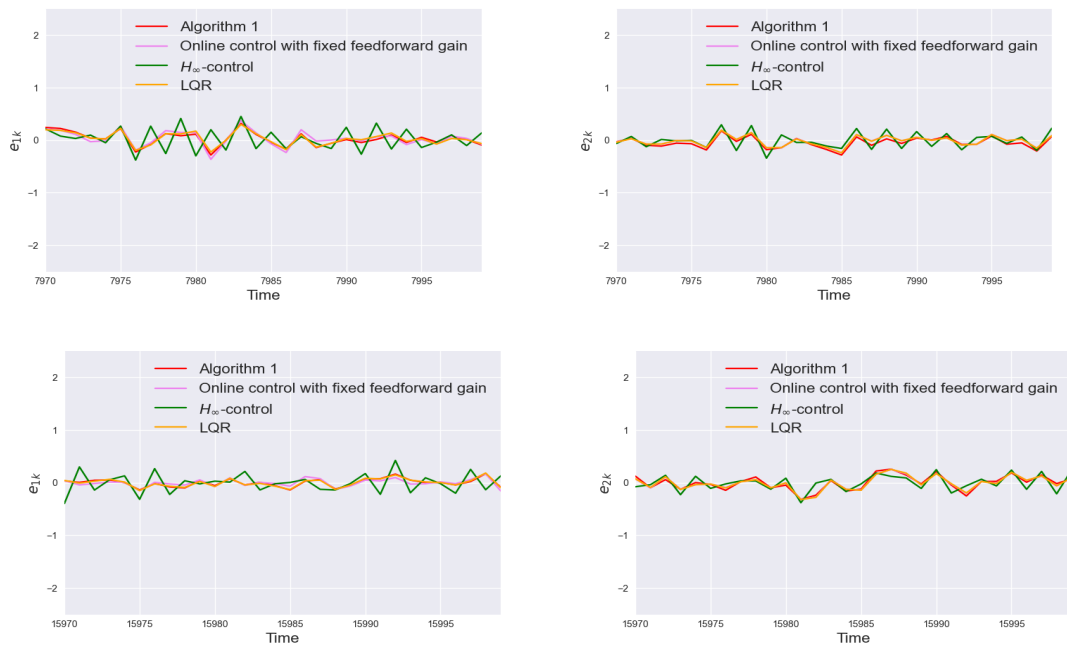 2
1
0
−1
−2
e1k
7970 7975 7980 7985 7990 7995
Time
Algorithm 1
Online control with fixed feedforward gain
H∞-control
LQR
2
1
0
−1
−2
e2k
7970 7975 7980 7985 7990 7995
Time
Algorithm 1
Online control with fixed feedforward gain
H∞-control
LQR
2
1
0
−1
−2
e1k
15970 15975 15980 15985 15990 15995
Time
Algorithm 1
Online control with fixed feedforward gain
H∞-control
LQR
2
1
0
−1
−2
e2k
15970 15975 15980 15985 15990 15995
Time
Algorithm 1
Online control with fixed feedforward gain
H∞-control
LQR